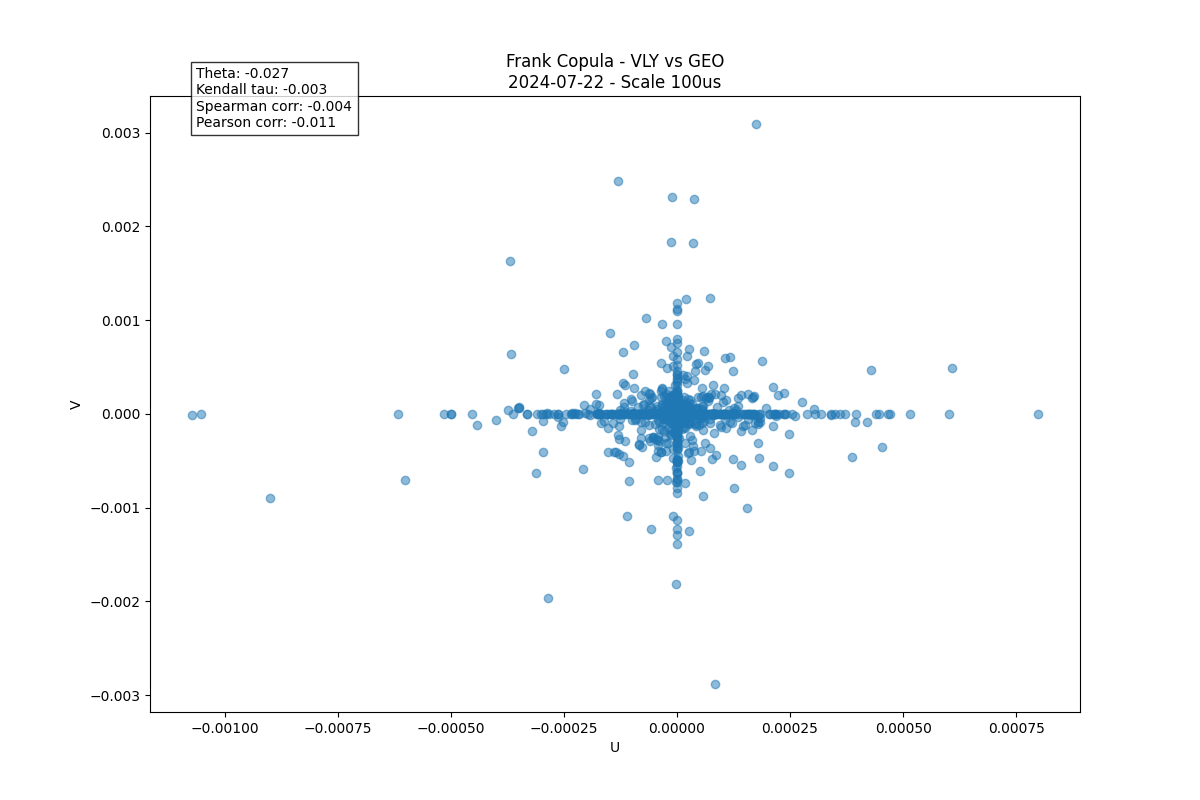 Frank Copula - VLY vs GEO
2024-07-22 - Scale 100us
Theta: -0.027
Kendall tau: -0.003
Spearman corr: -0.004
Pearson corr: -0.011
0.003
0.002
0.001
0.000
−0.001
−0.002
−0.003
V
−0.00100 −0.00075 −0.00050 −0.00025 0.00000 0.00025 0.00050 0.00075
U